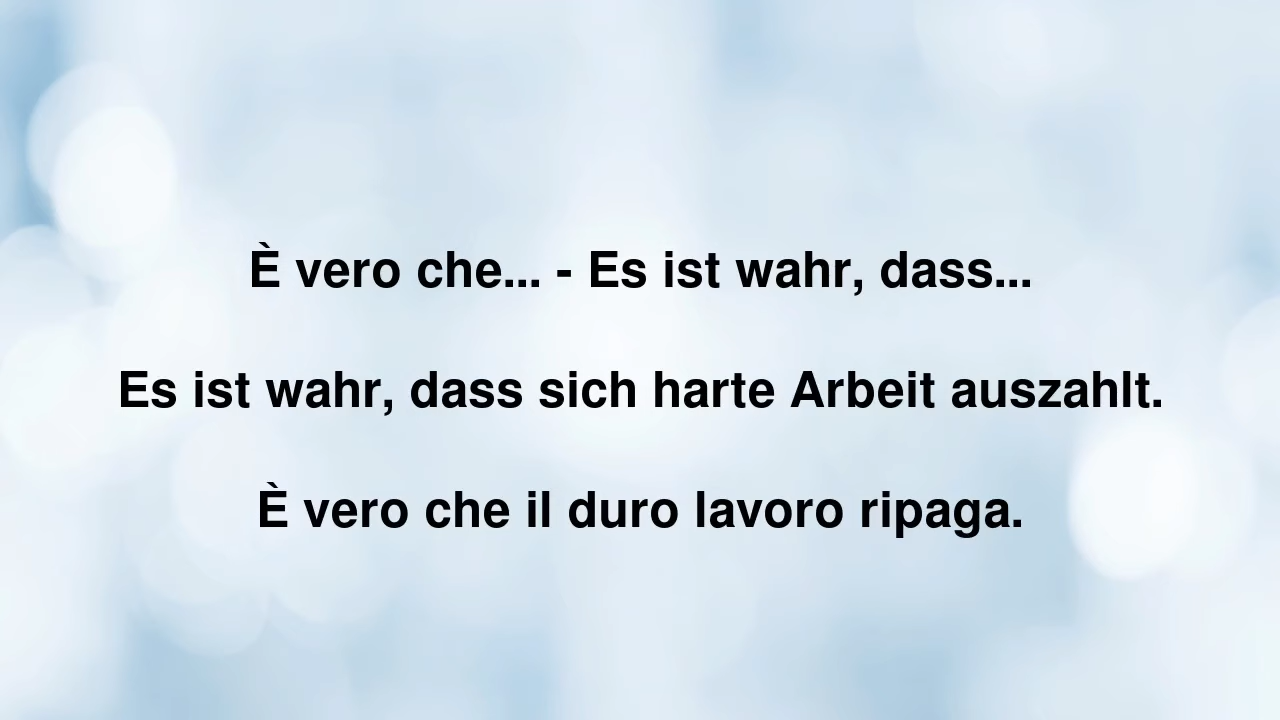 È vero che... - Es ist wahr, dass...
Es ist wahr, dass sich harte Arbeit auszahlt.
È vero che il duro lavoro ripaga.